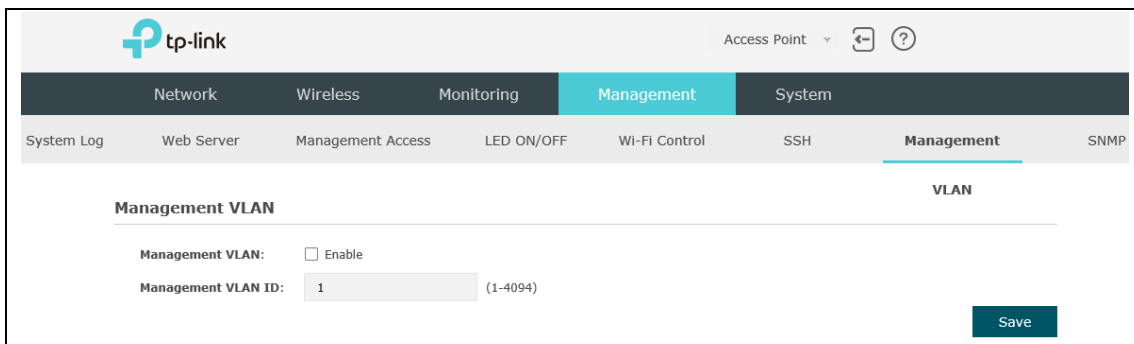 tp-link
Access Point
Network Wireless Monitoring Management System
System Log Web Server Management Access LED ON/OFF Wi-Fi Control SSH Management VLAN SNMP
Management VLAN
Management VLAN: Enable
Management VLAN ID: 1 (1-4094)
Save